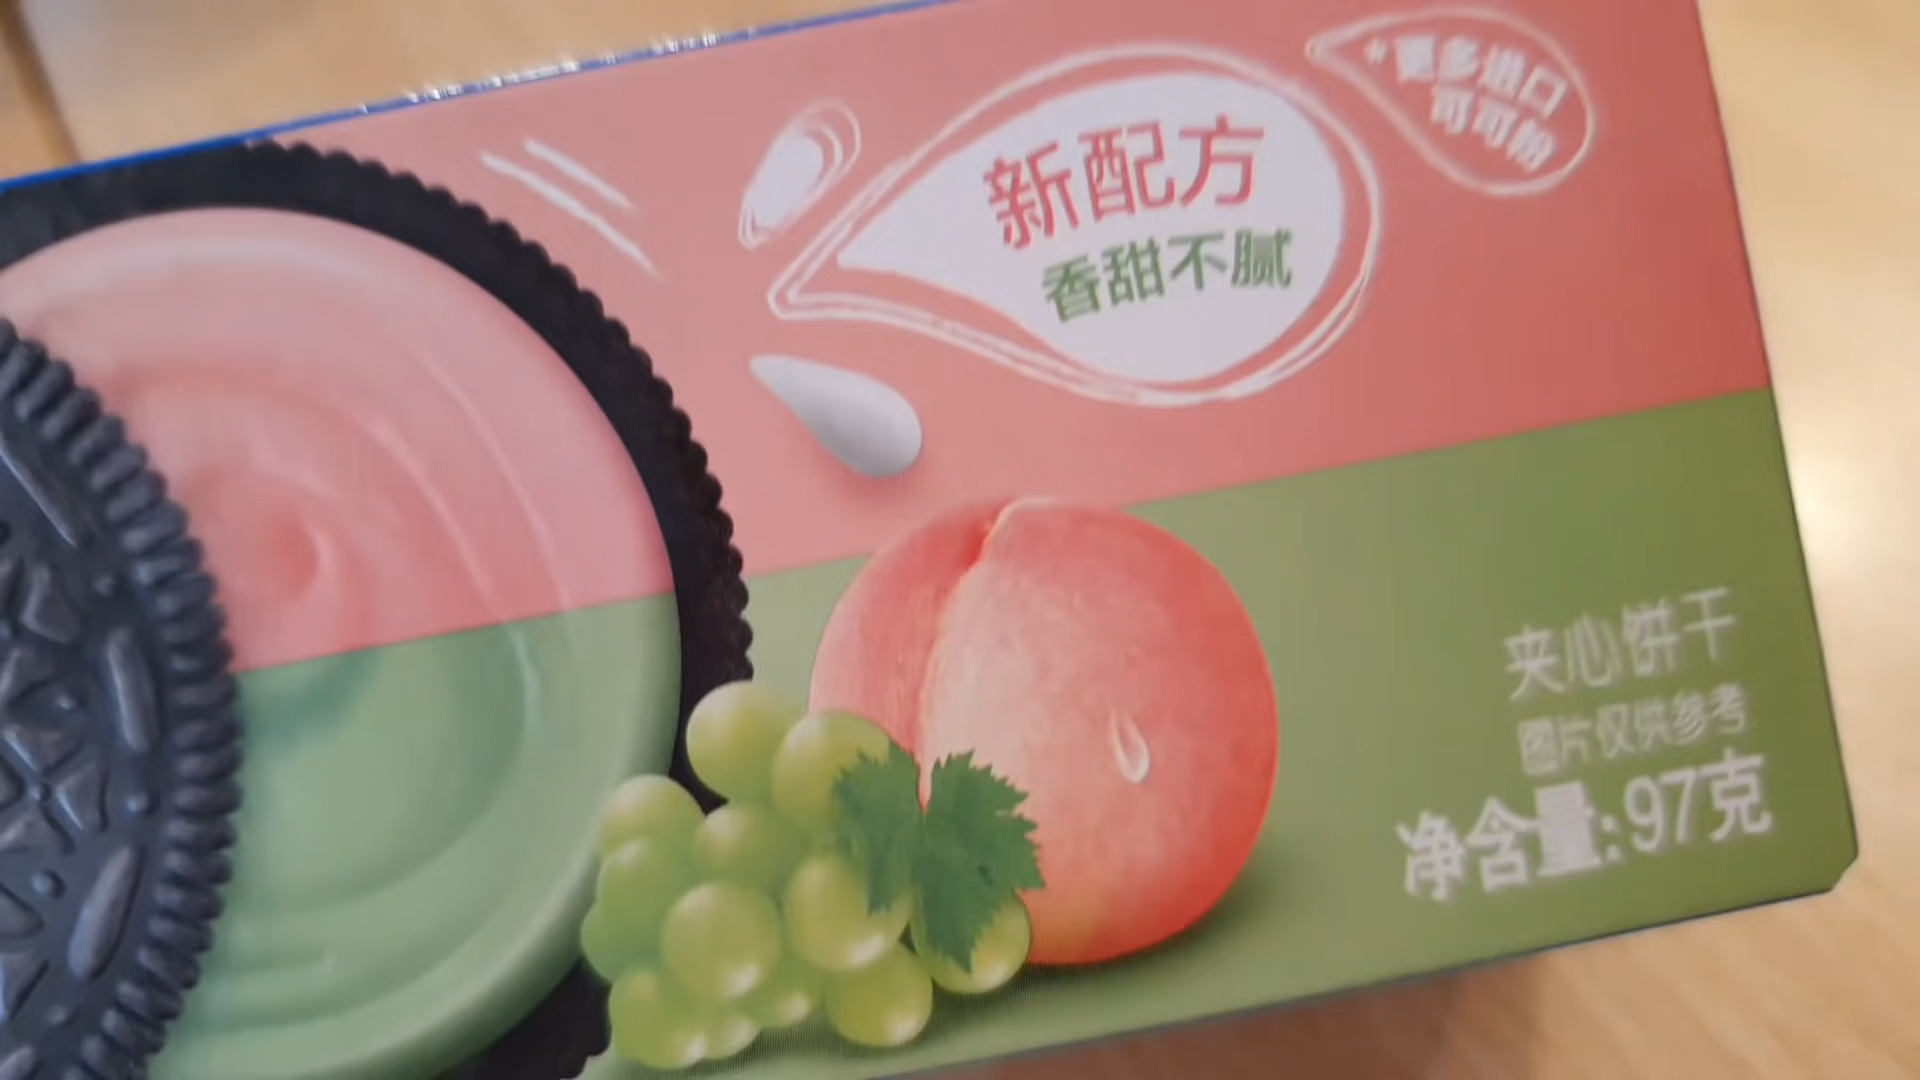 新配方
香甜不腻
*更多进口
可可粉
夹心饼干
图片仅供参考
净含量:97克